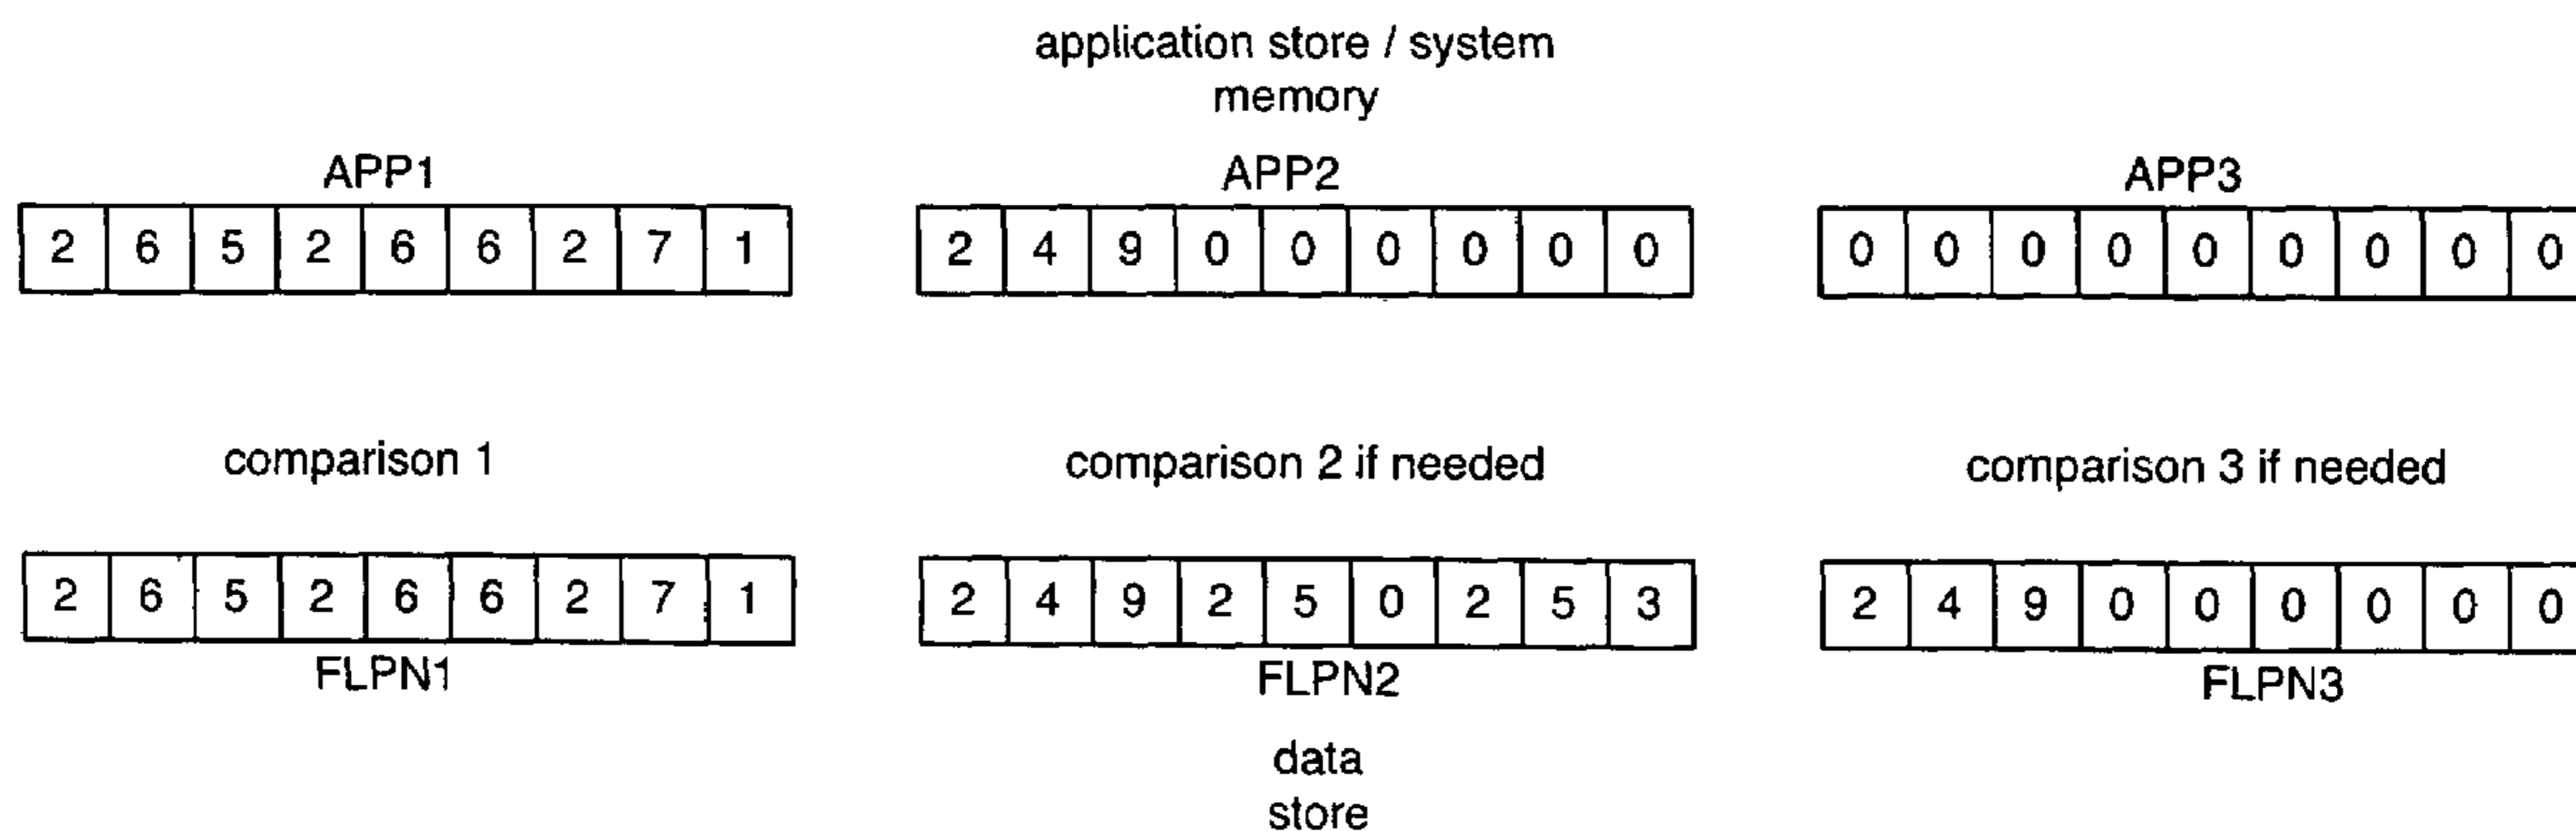 application store / system
memory
APP1 APP2 APP3
2 6 5 2 6 6 2 7 1 2 4 9 0 0 0 0 0 0 0 0 0 0 0 0 0 0 0
comparison 1 comparison 2 if needed comparison 3 if needed
2 6 5 2 6 6 2 7 1 2 4 9 2 5 0 2 5 3 2 4 9 0 0 0 0 0 0
FLPN1 FLPN2 FLPN3
data
store